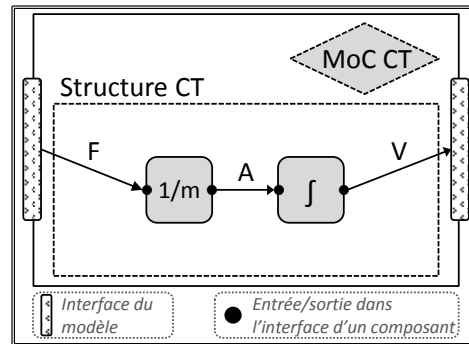 MoC CT
Structure CT
F
1/m
A
∫
V
Interface du
modèle
Entrée/sortie dans
l'interface d'un composant